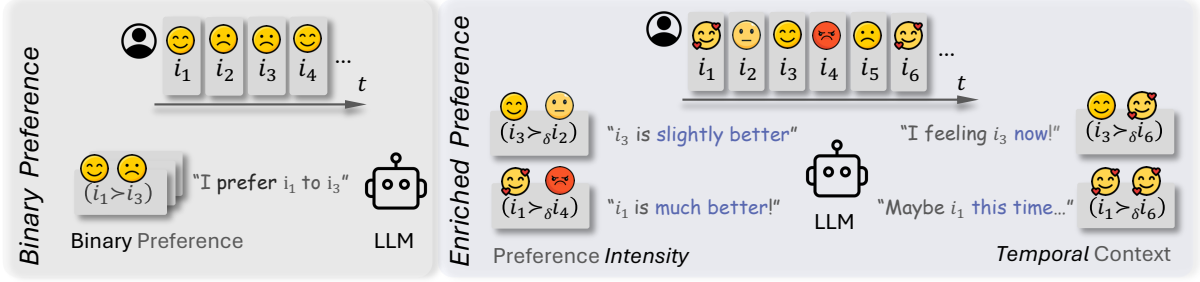 Binary Preference
i₁ i₂ i₃ i₄ ...
t
(i₁≻i₃)
"I prefer i₁ to i₃"
Binary Preference
LLM
Enriched Preference
i₁ i₂ i₃ i₄ i₅ i₆ ...
t
(i₃≻δi₂)
"i₃ is slightly better"
(i₁≻δi₄)
"i₁ is much better!"
Preference Intensity
LLM
"I feeling i₃ now!"
(i₃≻δi₆)
"Maybe i₁ this time…"
(i₁≻δi₆)
Temporal Context